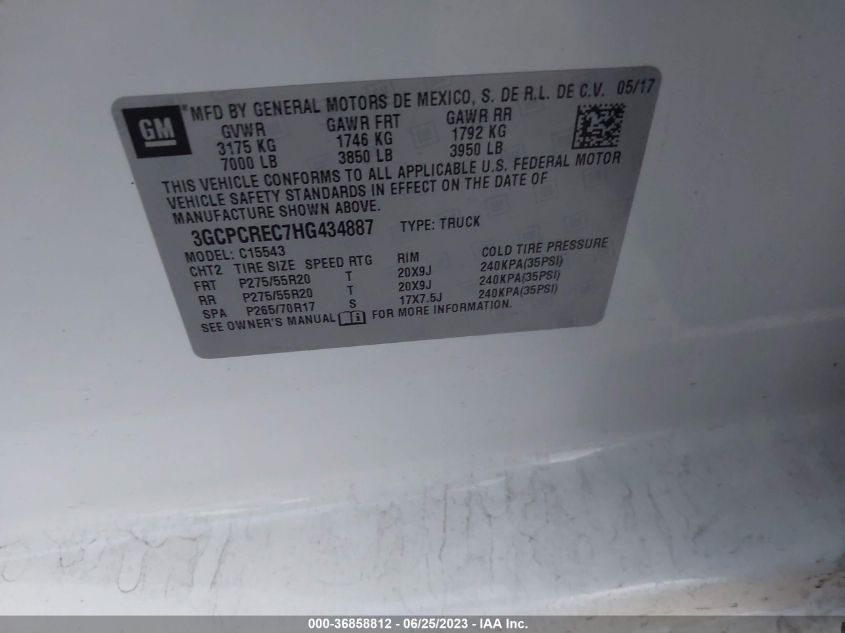 GM
MFD BY GENERAL MOTORS DE MEXICO, S. DE R.L. DE C.V. 05/17
GVWR GAWR FRT GAWR RR
3175 KG 1746 KG 1792 KG
7000 LB 3850 LB 3950 LB
THIS VEHICLE CONFORMS TO ALL APPLICABLE U.S. FEDERAL MOTOR
VEHICLE SAFETY STANDARDS IN EFFECT ON THE DATE OF
MANUFACTURE SHOWN ABOVE.
3GCPCREC7HG434887 TYPE: TRUCK
MODEL: C15543
CHT2 TIRE SIZE SPEED RTG RIM COLD TIRE PRESSURE
FRT P275/55R20 T 20X9J 240KPA(35PSI)
RR P275/55R20 T 20X9J 240KPA(35PSI)
SPA P265/70R17 S 17X7.5J 240KPA(35PSI)
SEE OWNER'S MANUAL FOR MORE INFORMATION.
000-36858812 - 06/25/2023 - IAA Inc.